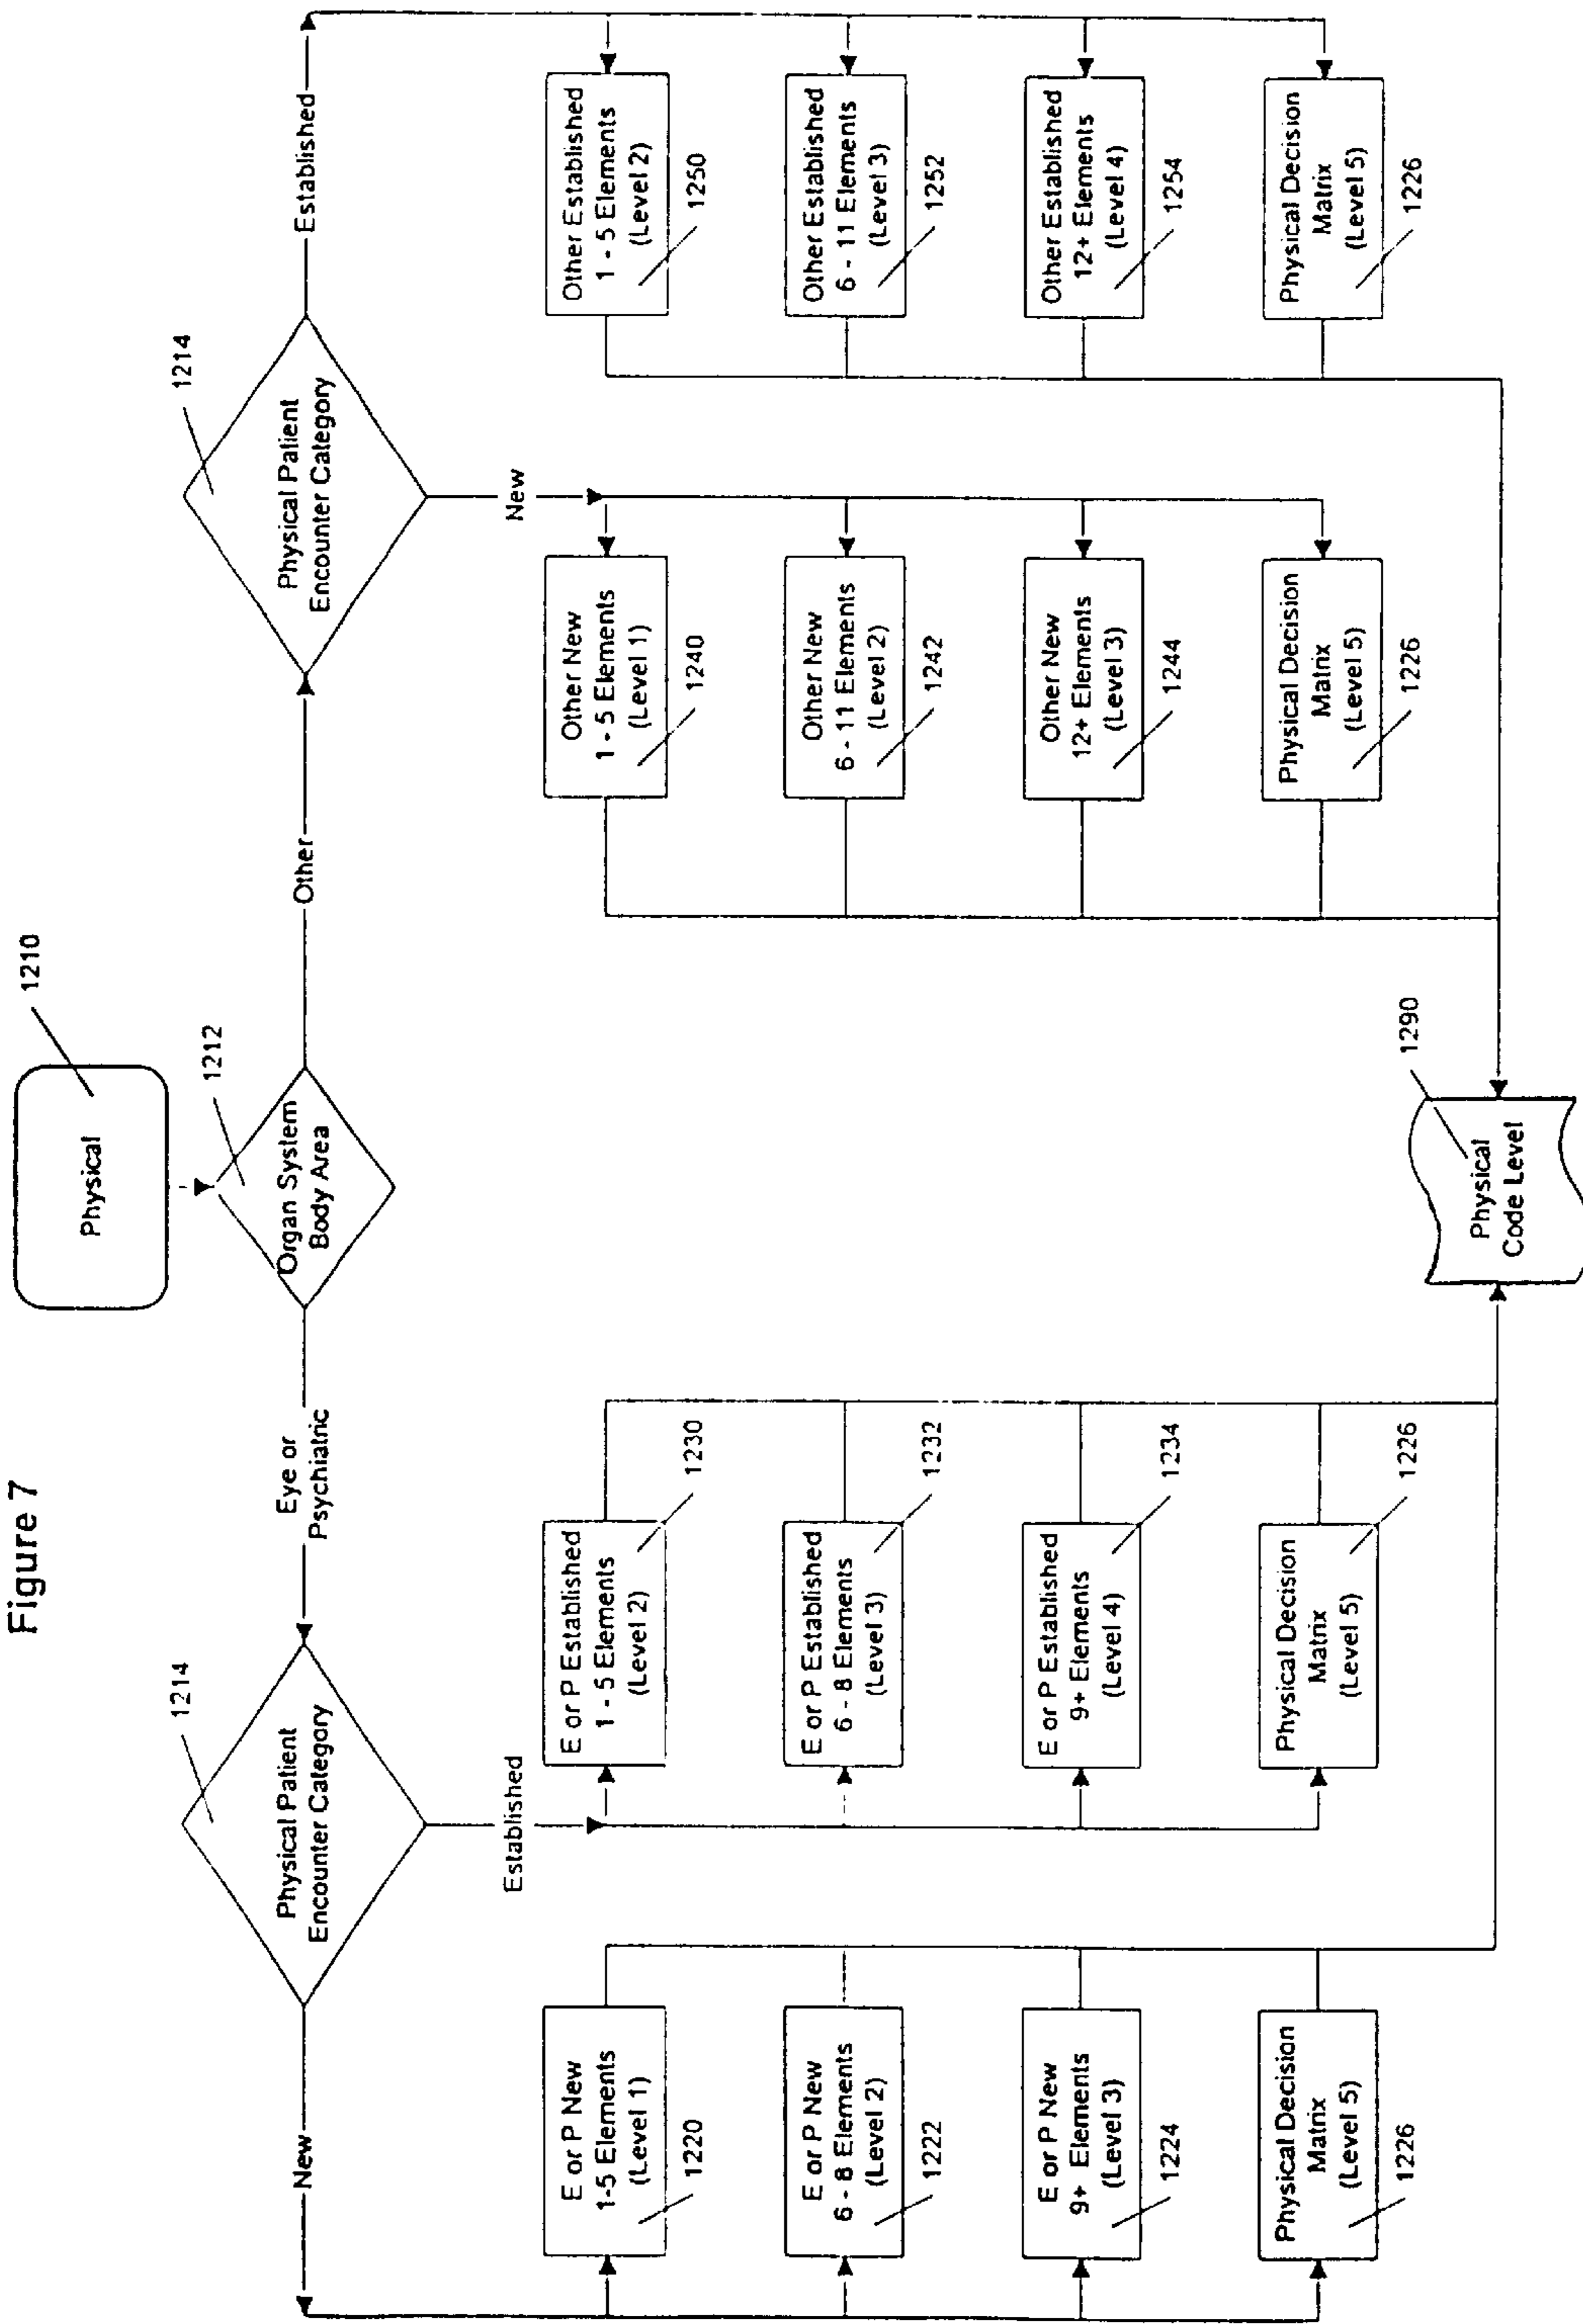 Figure 7
Physical
1210
Organ System
Body Area
1212
Eye or
Psychiatric
Other
Physical Patient
Encounter Category
1214
Physical Patient
Encounter Category
1214
New
Established
New
Established
E or P New
1-5 Elements
(Level 1)
1220
E or P Established
1 - 5 Elements
(Level 2)
1230
Other New
1 - 5 Elements
(Level 1)
1240
Other Established
1 - 5 Elements
(Level 2)
1250
E or P New
6 - 8 Elements
(Level 2)
1222
E or P Established
6 - 8 Elements
(Level 3)
1232
Other New
6 - 11 Elements
(Level 2)
1242
Other Established
6 - 11 Elements
(Level 3)
1252
E or P New
9+ Elements
(Level 3)
1224
E or P Established
9+ Elements
(Level 4)
1234
Other New
12+ Elements
(Level 3)
1244
Other Established
12+ Elements
(Level 4)
1254
Physical Decision
Matrix
(Level 5)
1226
Physical Decision
Matrix
(Level 5)
1226
Physical Decision
Matrix
(Level 5)
1226
Physical Decision
Matrix
(Level 5)
1226
Physical
Code Level
1290